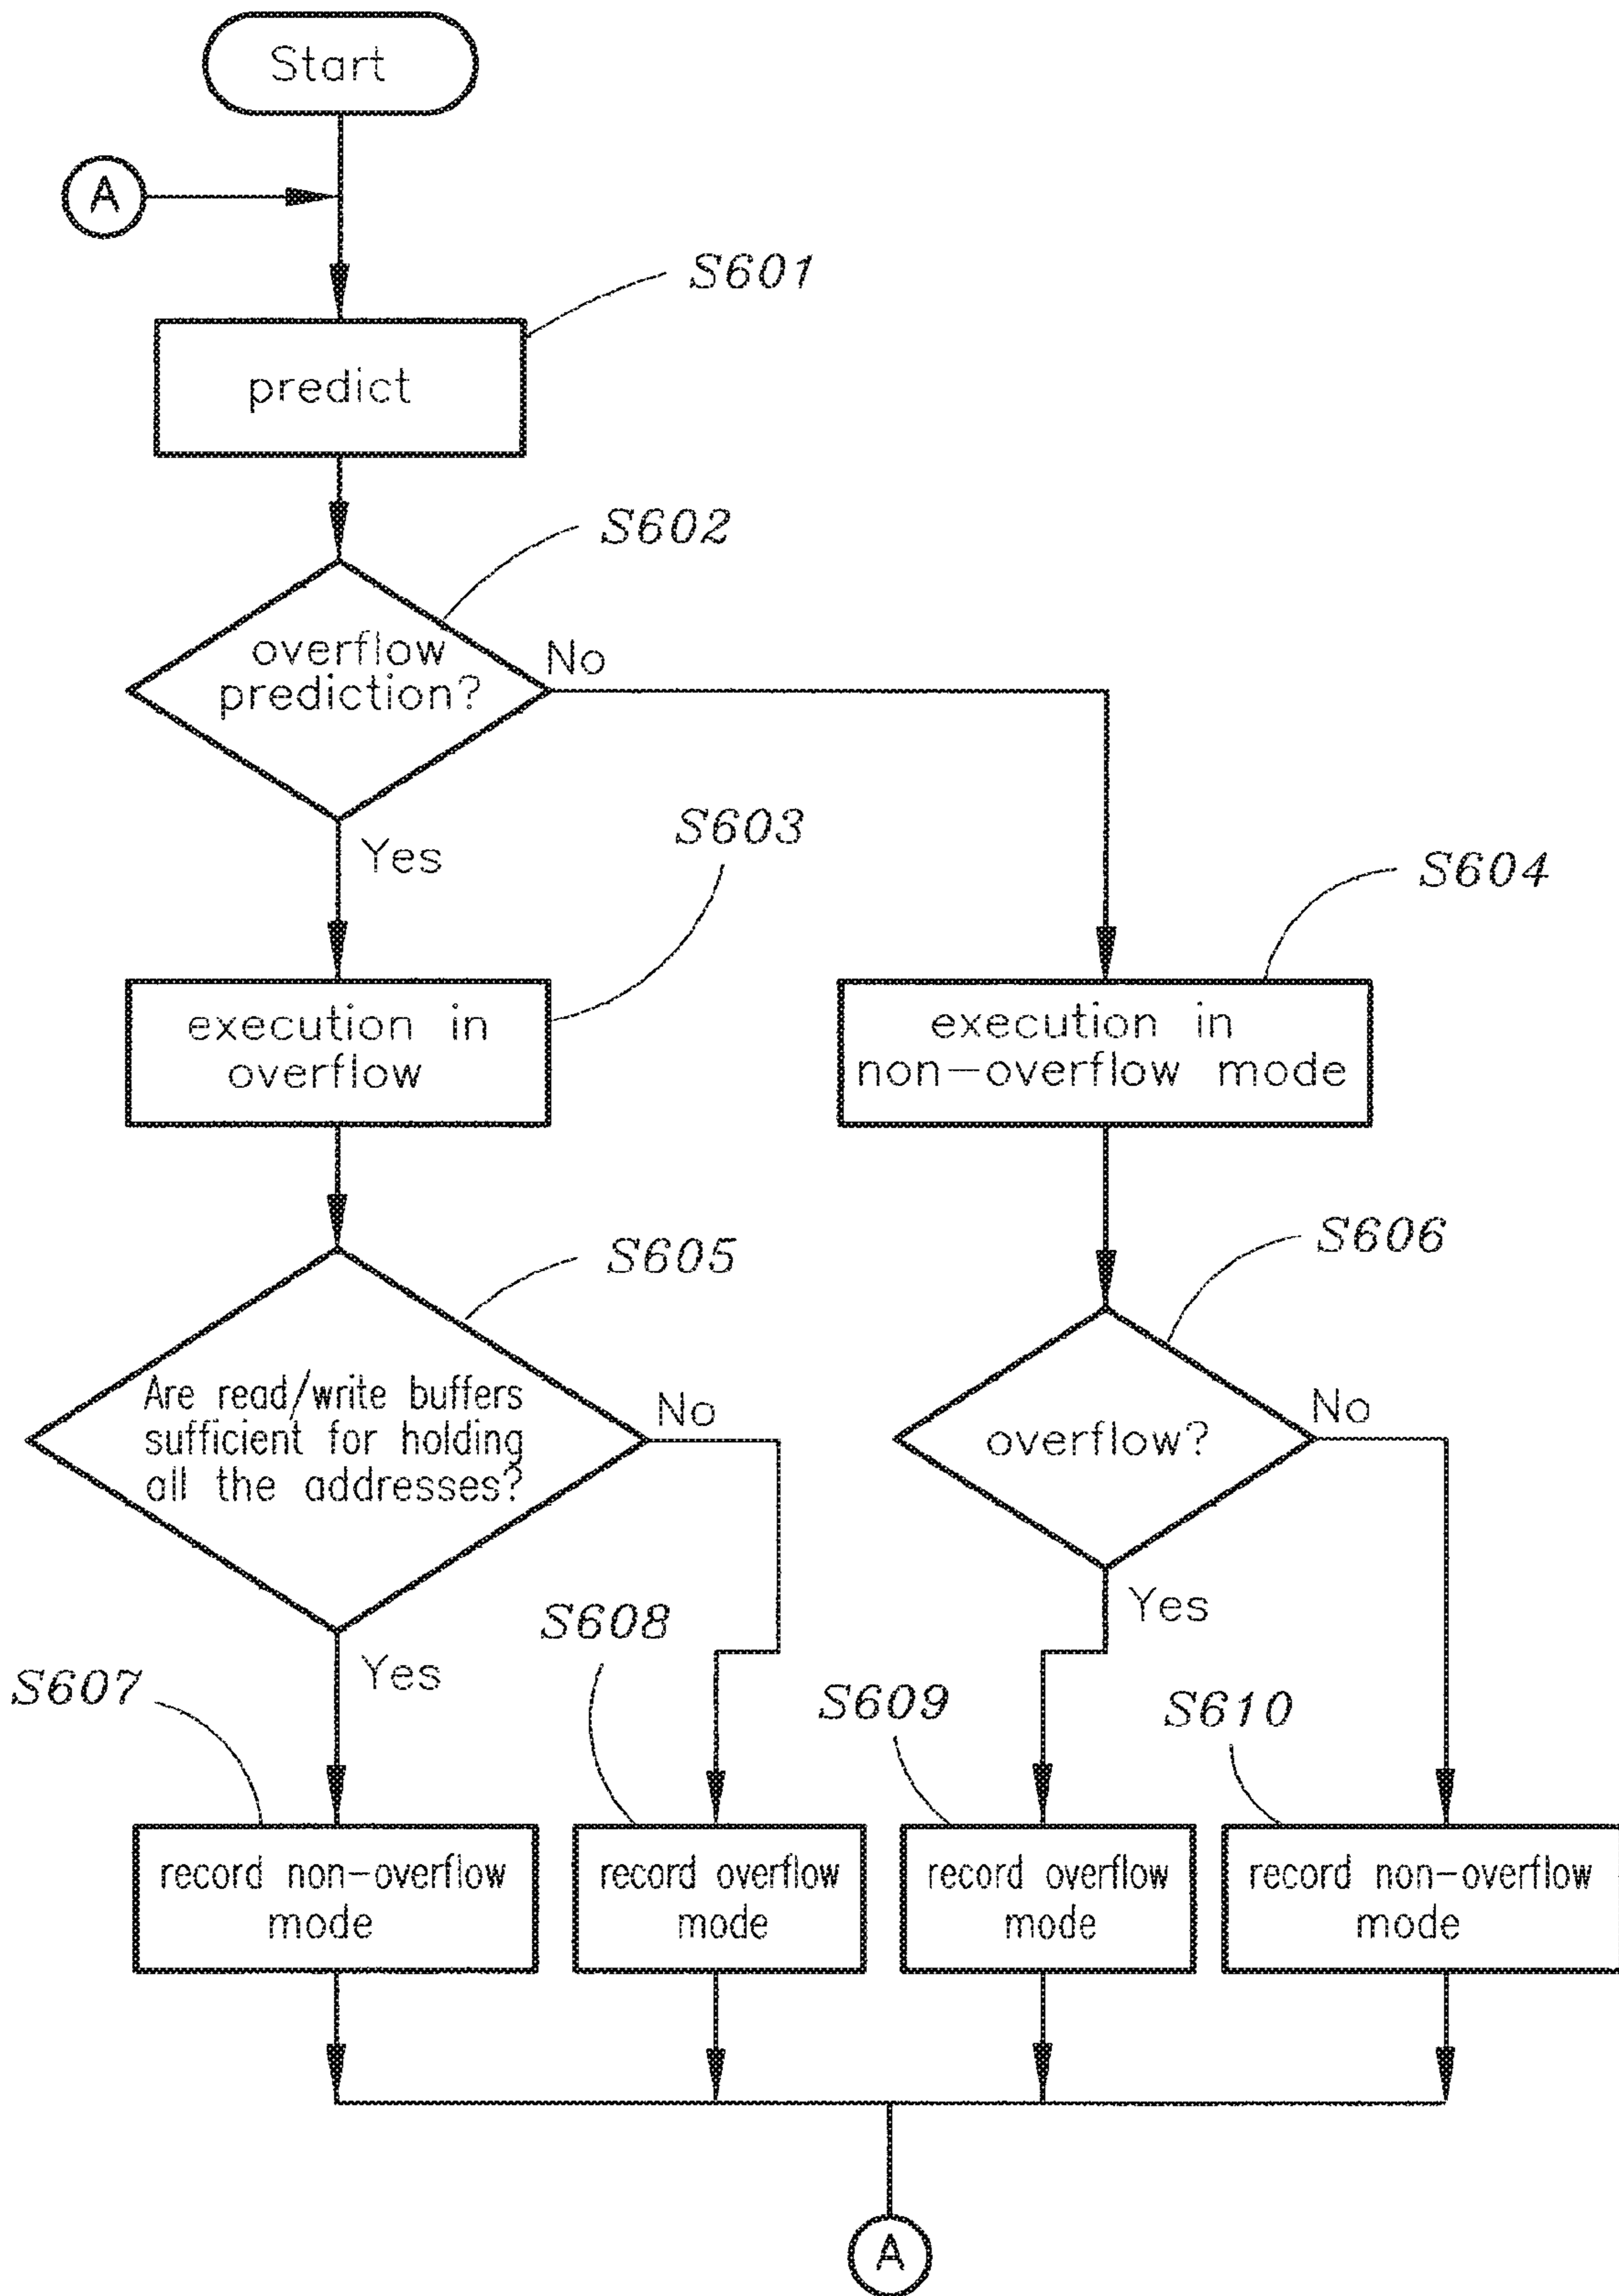 Start
A
S601
predict
S602
overflow
prediction?
No
Yes
S603
S604
execution in
overflow
execution in
non-overflow mode
S605
S606
Are read/write buffers
sufficient for holding
all the addresses?
No
overflow?
No
Yes
Yes
S607
S608
S609
S610
record non-overflow
mode
record overflow
mode
record overflow
mode
record non-overflow
mode
A